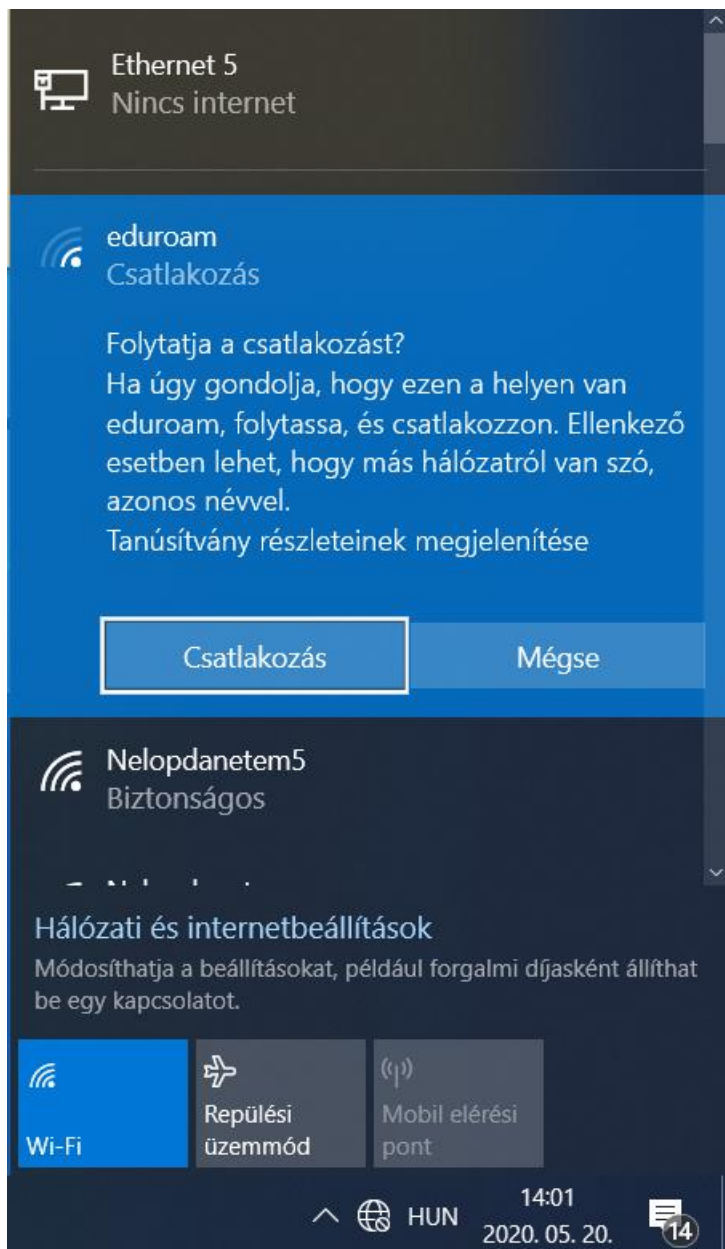 Ethernet 5
Nincs internet
eduroam
Csatlakozás
Folytatja a csatlakozást?
Ha úgy gondolja, hogy ezen a helyen van
eduroam, folytassa, és csatlakozzon. Ellenkező
esetben lehet, hogy más hálózatról van szó,
azonos névvel.
Tanúsítvány részleteinek megjelenítése
Csatlakozás Mégse
Nelopdanetem5
Biztonságos
Hálózati és internetbeállítások
Módosíthatja a beállításokat, például forgalmi díjasként állíthat
be egy kapcsolatot.
Wi-Fi
Repülési
üzemmód
Mobil elérési
pont
HUN
14:01
2020. 05. 20.
14